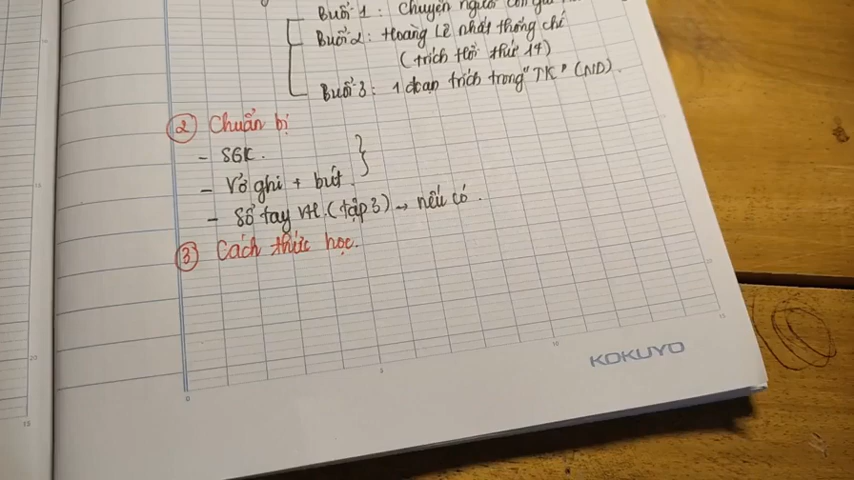 Buổi 1: Chuyện người con gái
Buổi 2: Hoàng Lê nhất thống chí
(trích Hồi thứ 14)
Buổi 3: 1 đoạn trích trong "TK" (ND).
② Chuẩn bị
- SGK.
- Vở ghi + bút
- Sổ tay VH. (tập 3) → nếu có.
③ Cách thức học.
KOKUYO